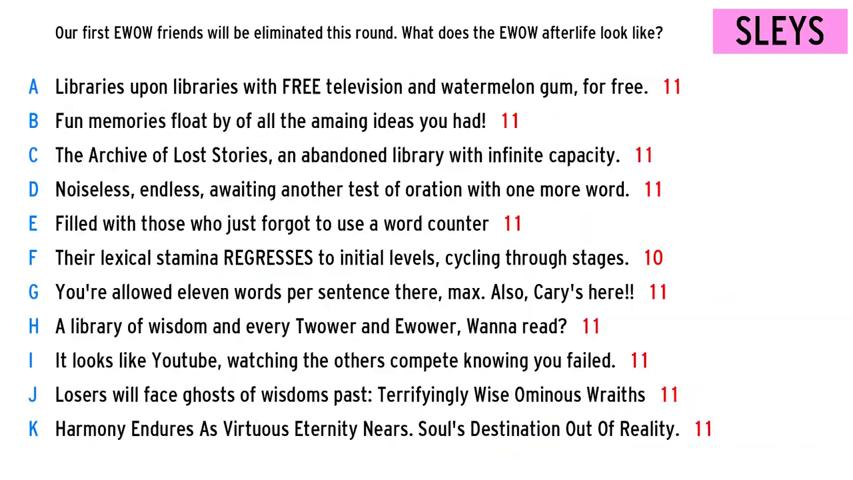 Our first EWOW friends will be eliminated this round. What does the EWOW afterlife look like?
SLEYS
A Libraries upon libraries with FREE television and watermelon gum, for free. 11
B Fun memories float by of all the amaing ideas you had! 11
C The Archive of Lost Stories, an abandoned library with infinite capacity. 11
D Noiseless, endless, awaiting another test of oration with one more word. 11
E Filled with those who just forgot to use a word counter 11
F Their lexical stamina REGRESSES to initial levels, cycling through stages. 10
G You're allowed eleven words per sentence there, max. Also, Cary's here!! 11
H A library of wisdom and every Twower and Ewower, Wanna read? 11
I It looks like Youtube, watching the others compete knowing you failed. 11
J Losers will face ghosts of wisdoms past: Terrifyingly Wise Ominous Wraiths 11
K Harmony Endures As Virtuous Eternity Nears. Soul's Destination Out Of Reality. 11